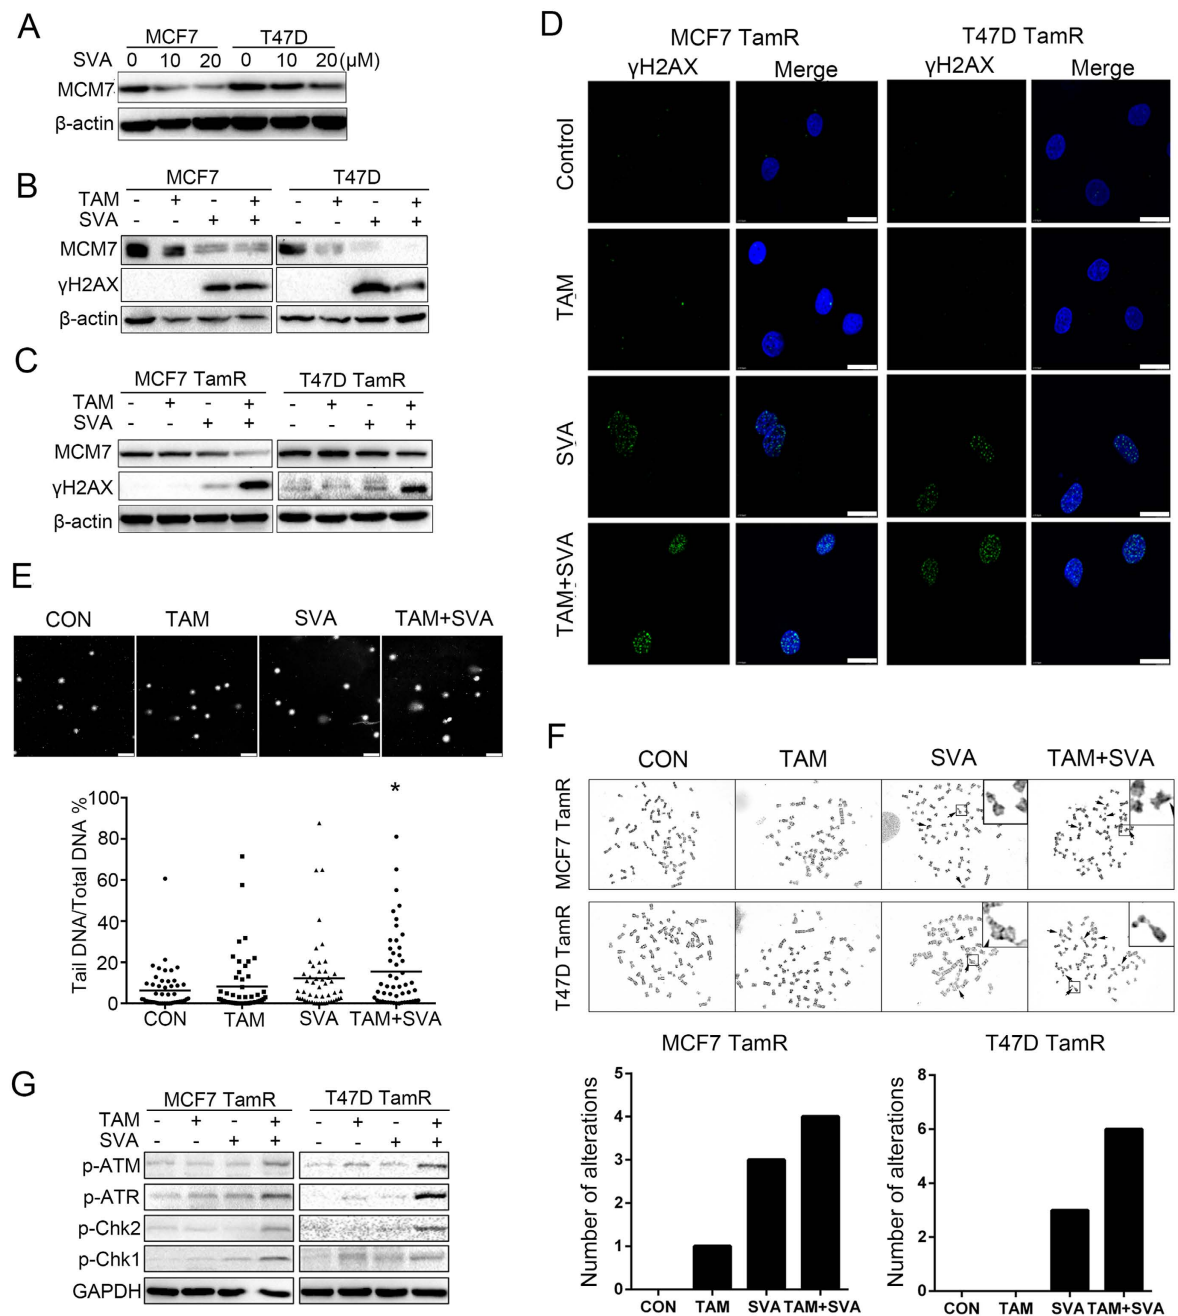 A
MCF7 T47D
SVA 0 10 20 0 10 20 (μM)
MCM7
β-actin
B
MCF7 T47D
TAM - + - + - + - +
SVA - - + + - - + +
MCM7
γH2AX
β-actin
C
MCF7 TamR T47D TamR
TAM - + - + - + - +
SVA - - + + - - + +
MCM7
γH2AX
β-actin
D
MCF7 TamR T47D TamR
γH2AX Merge γH2AX Merge
Control
TAM
SVA
TAM+SVA
E
CON TAM SVA TAM+SVA
*
Tail DNA/Total DNA %
100
80
60
40
20
0
CON TAM SVA TAM+SVA
F
CON TAM SVA TAM+SVA
MCF7 TamR
T47D TamR
MCF7 TamR
Number of alterations
5
4
3
2
1
0
CON TAM SVA TAM+SVA
T47D TamR
Number of alterations
8
6
4
2
0
CON TAM SVA TAM+SVA
G
MCF7 TamR T47D TamR
TAM - + - + - + - +
SVA - - + + - - + +
p-ATM
p-ATR
p-Chk2
p-Chk1
GAPDH